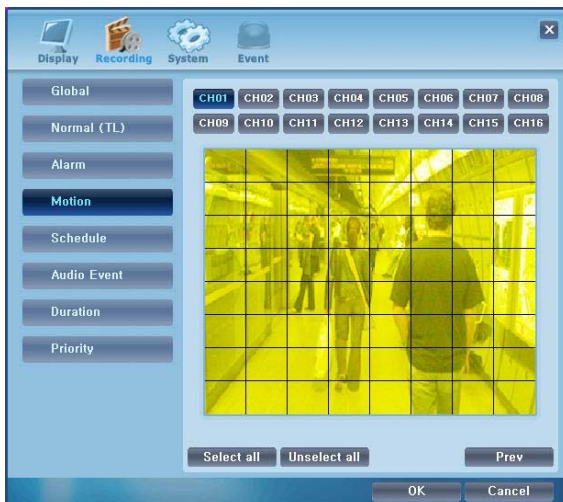 Display Recording System Event X
Global
Normal (TL)
Alarm
Motion
Schedule
Audio Event
Duration
Priority
CH01 CH02 CH03 CH04 CH05 CH06 CH07 CH08
CH09 CH10 CH11 CH12 CH13 CH14 CH15 CH16
Select all Unselect all Prev
OK Cancel